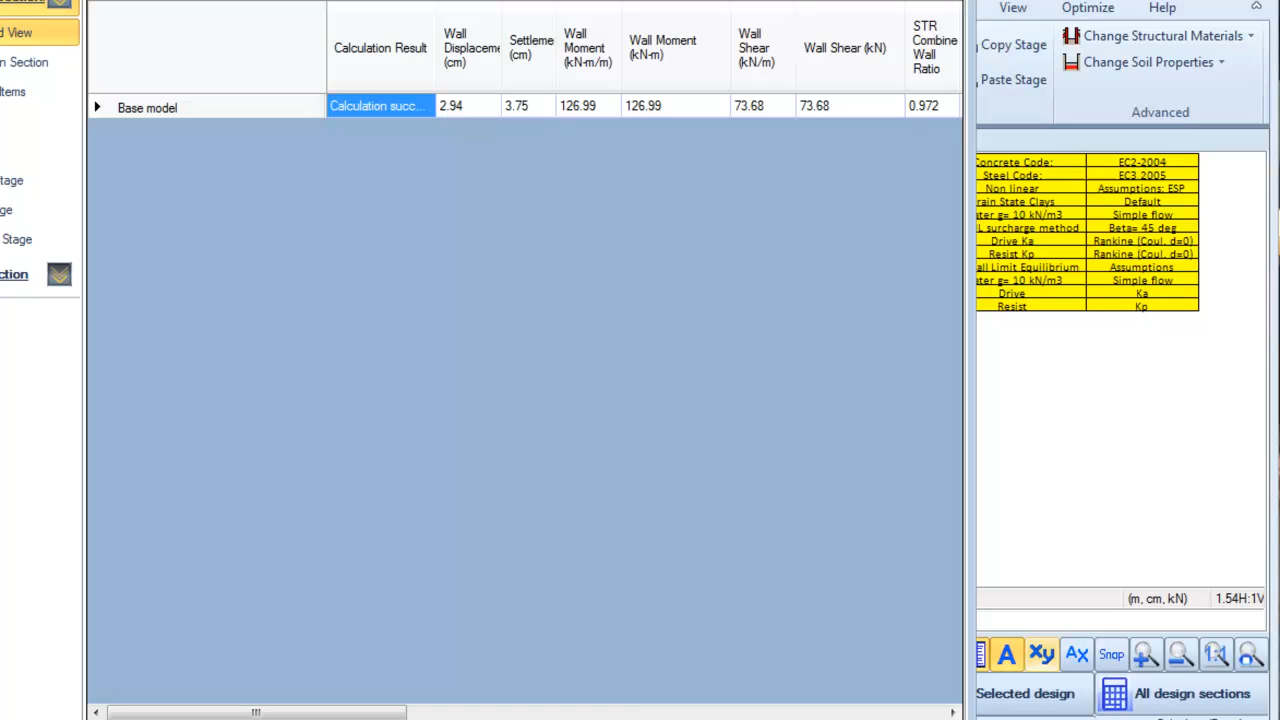 View Optimize Help
d View
n Section
Items
tage
ge
Stage
ction
Calculation Result
Wall Displaceme (cm)
Settleme (cm)
Wall Moment (kN-m/m)
Wall Moment (kN-m)
Wall Shear (kN/m)
Wall Shear (kN)
STR Combine Wall Ratio
Base model Calculation succ... 2.94 3.75 126.99 126.99 73.68 73.68 0.972
Copy Stage
Paste Stage
Change Structural Materials
Change Soil Properties
Advanced
Concrete Code: EC2-2004
Steel Code: EC3 2005
Non linear Assumptions: ESP
rain State Clays Default
ter g= 10 kN/m3 Simple flow
L surcharge method Beta= 45 deg
Drive Ka Rankine (Coul. d=0)
Resist Kp Rankine (Coul. d=0)
all Limit Equilibrium Assumptions
ter g= 10 kN/m3 Simple flow
Drive Ka
Resist Kp
(m, cm, kN) 1.54H:1V
A Xy Ax Snap 1:1
Selected design All design sections